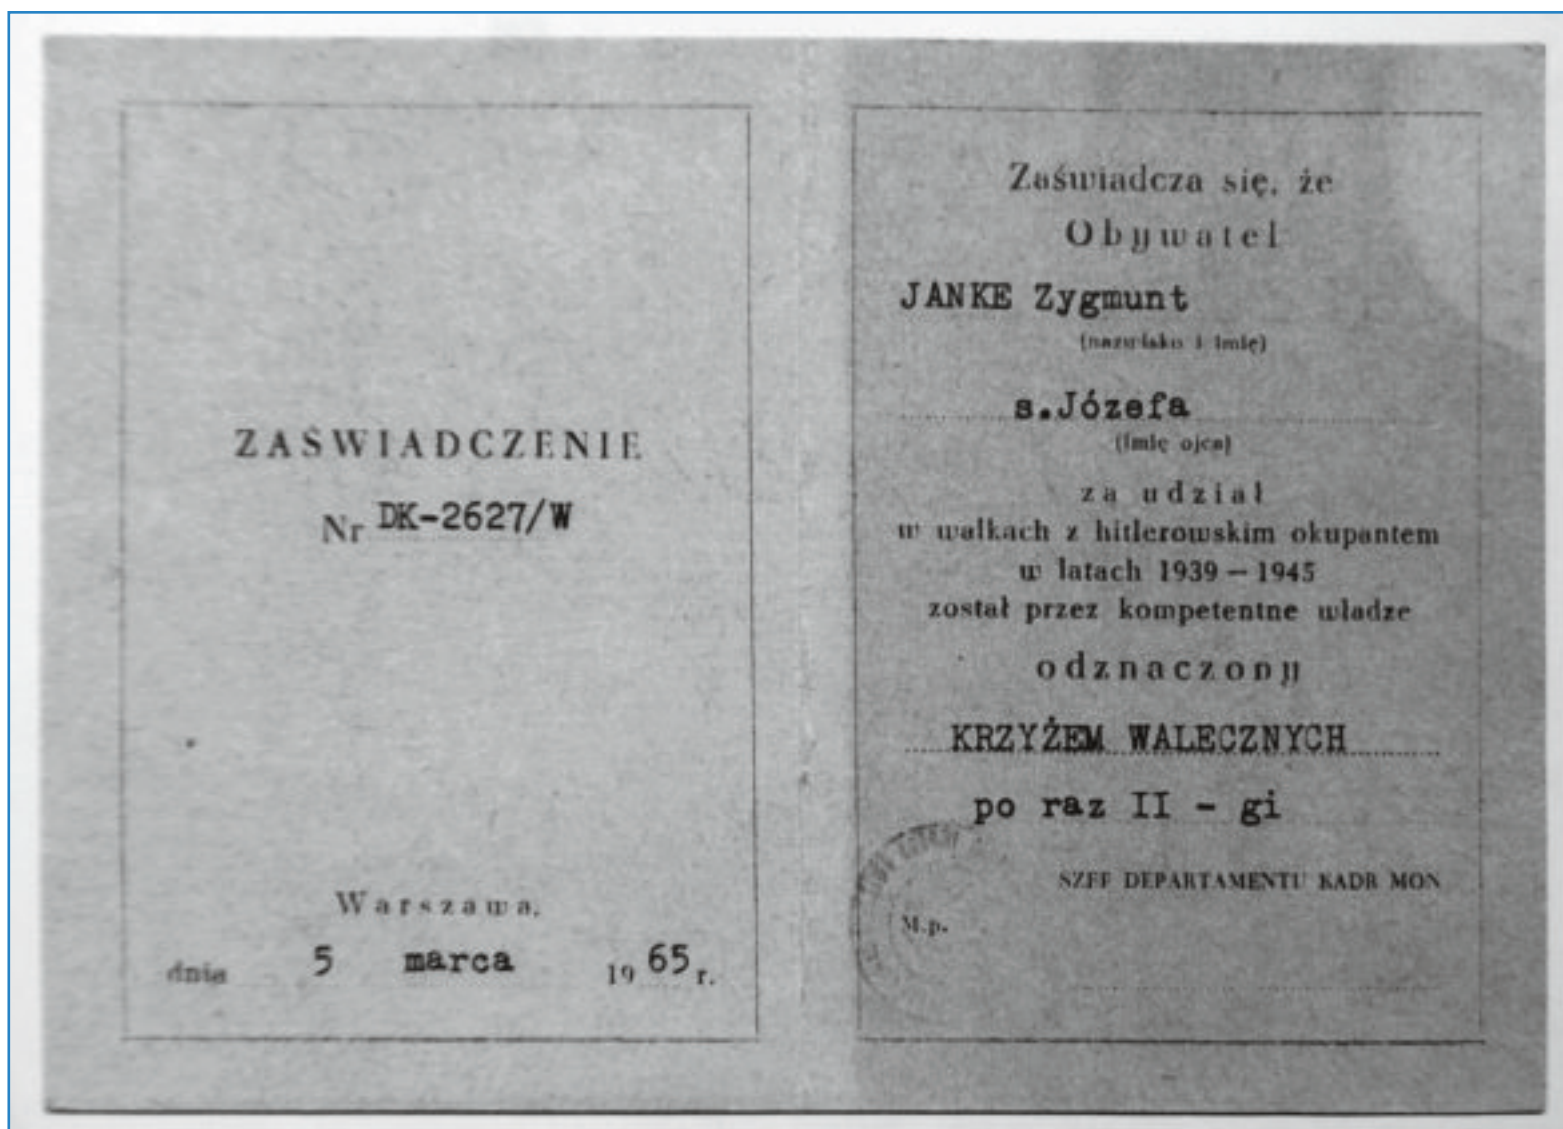 ZAŚWIADCZENIE
Nr DK-2627/W
Warszawa,
dnia 5 marca 1965 r.
Zaświadcza się, że
Obywatel
JANKE Zygmunt
(nazwisko i imię)
s.Józefa
(imię ojca)
za udział
w walkach z hitlerowskim okupantem
w latach 1939 — 1945
został przez kompetentne władze
odznaczony
KRZYŻEM WALECZNYCH
po raz II - gi
SZEF DEPARTAMENTU KADR MON
M.p.